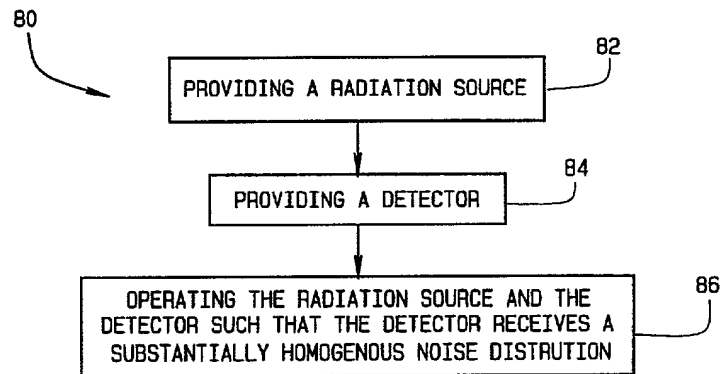 80
82
PROVIDING A RADIATION SOURCE
84
PROVIDING A DETECTOR
86
OPERATING THE RADIATION SOURCE AND THE
DETECTOR SUCH THAT THE DETECTOR RECEIVES A
SUBSTANTIALLY HOMOGENOUS NOISE DISTRUTION